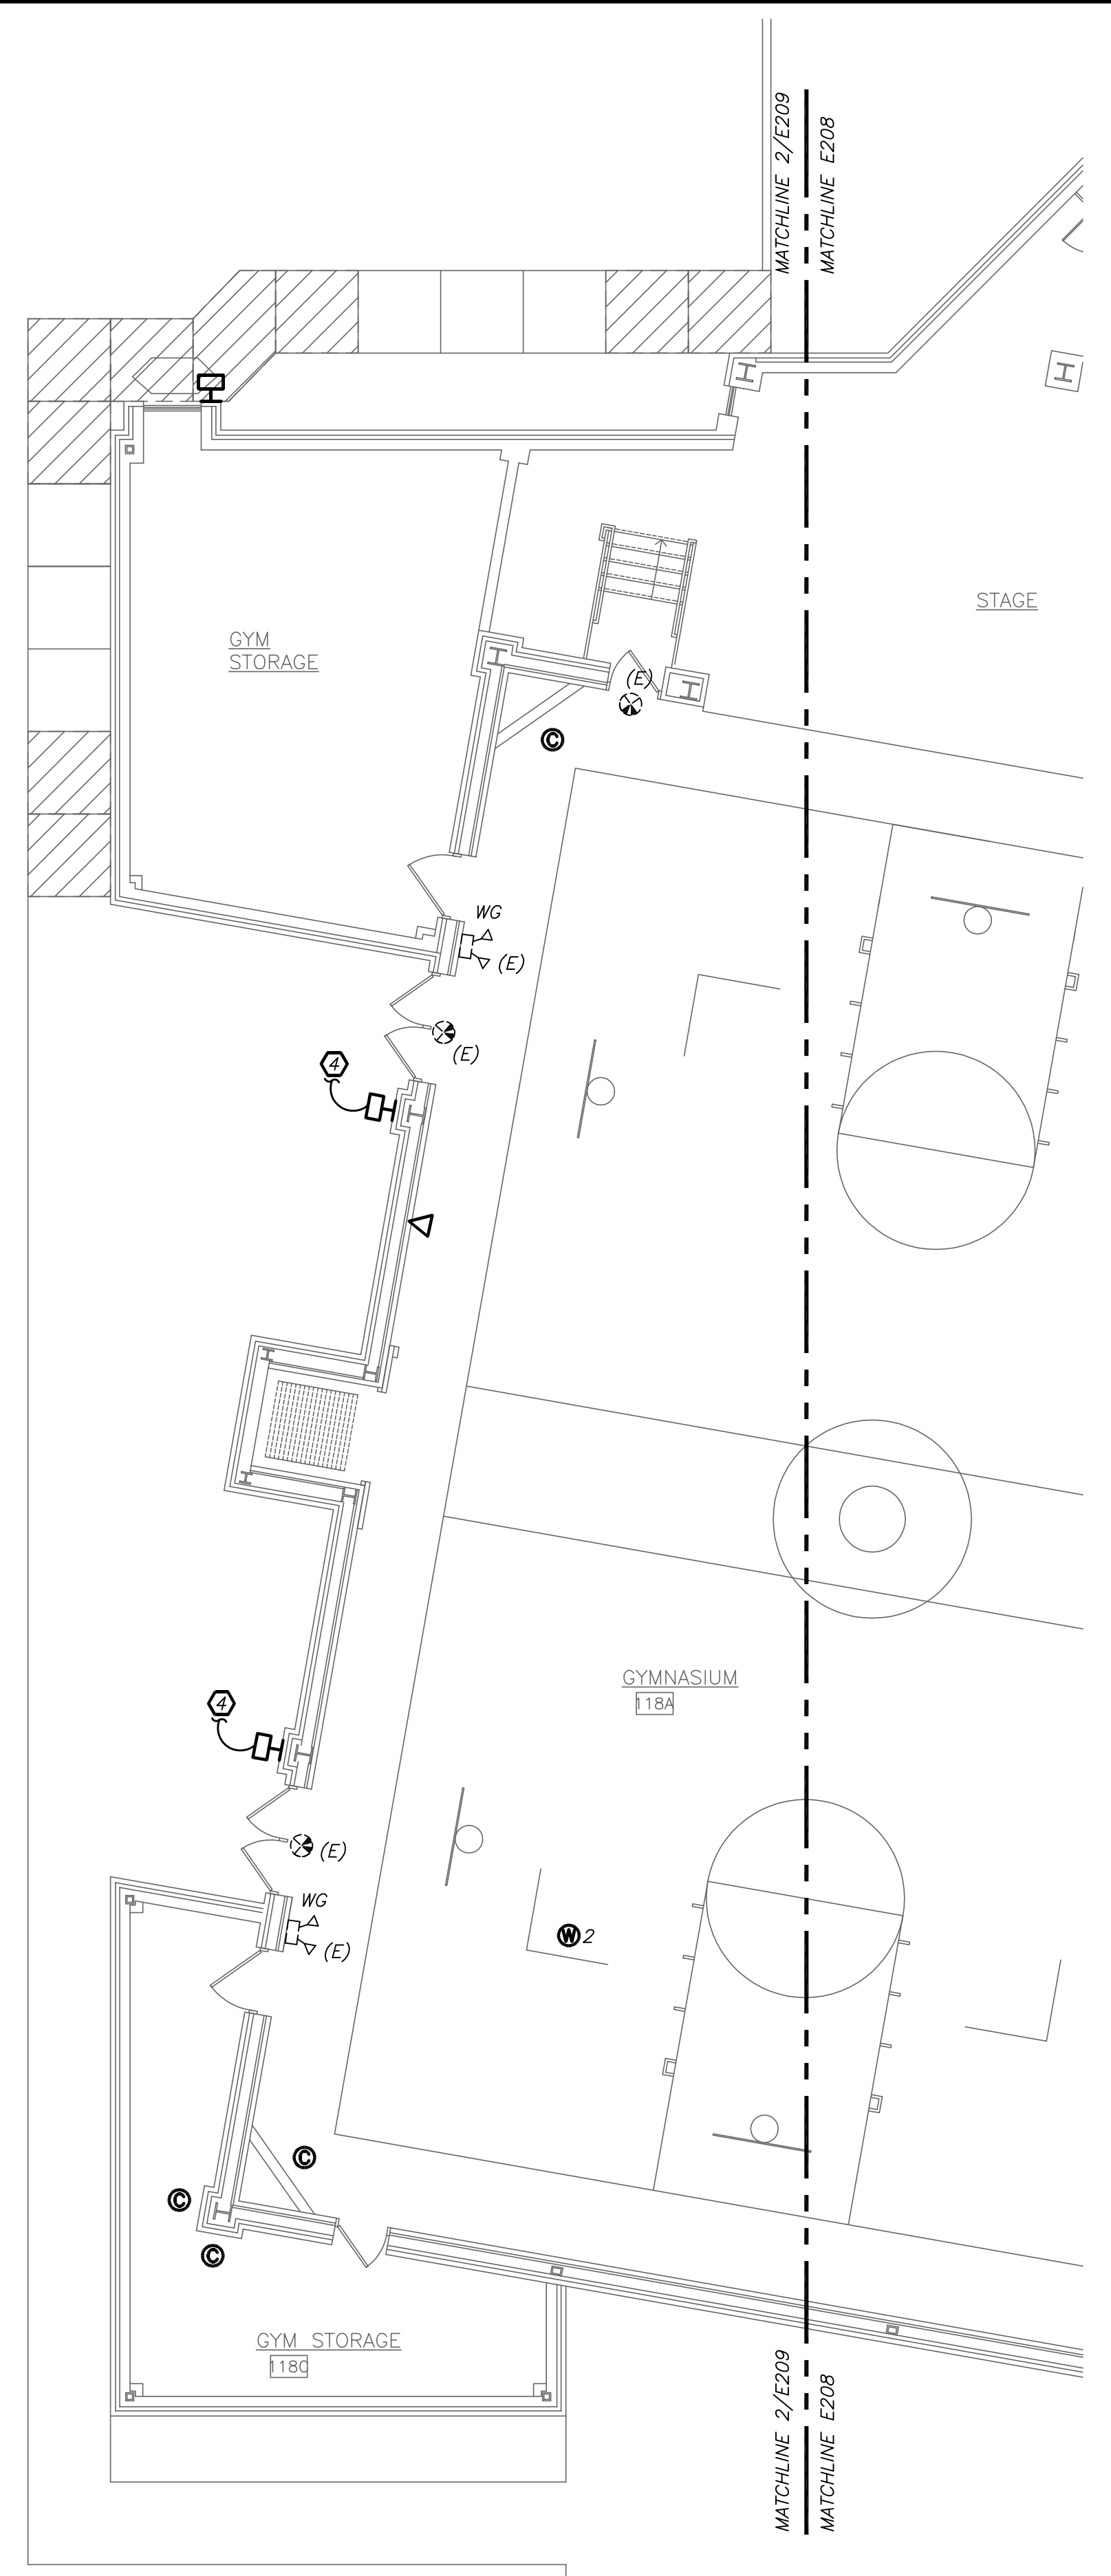 MATCHLINE 2/E209
MATCHLINE E208
STAGE
GYM
STORAGE
(E)
C
WG
(E)
(E)
4
4
GYMNASIUM
118A
(E)
WG
(E)
W 2
C
C
C
GYM STORAGE
118C
MATCHLINE 2/E209
MATCHLINE E208